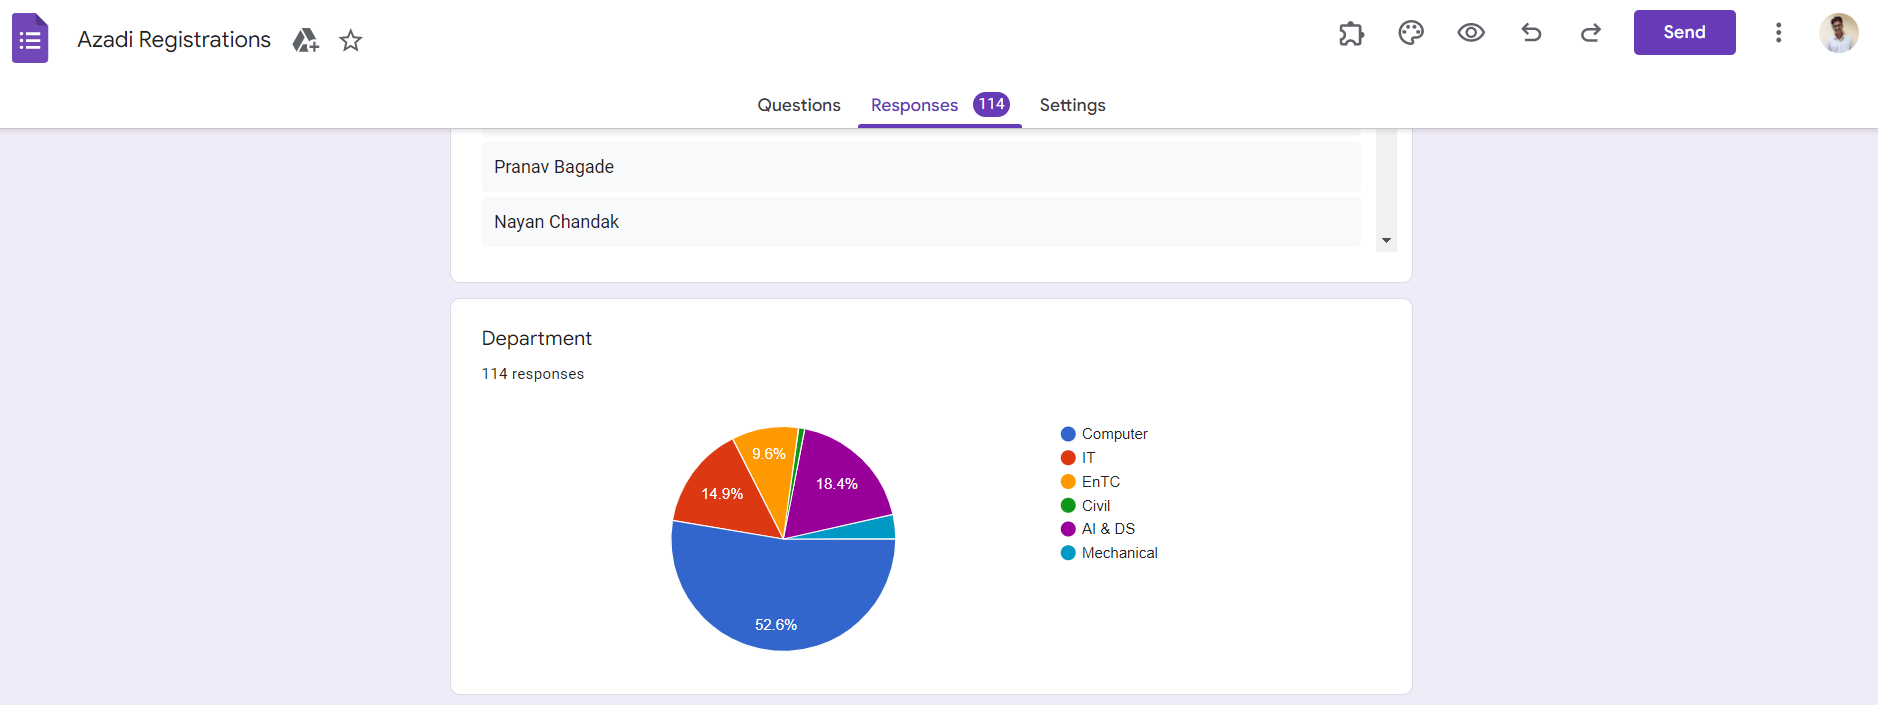 Azadi Registrations
Send
Questions
Responses 114
Settings
Pranav Bagade
Nayan Chandak
Department
114 responses
9.6%
18.4%
14.9%
52.6%
Computer
IT
EnTC
Civil
AI & DS
Mechanical